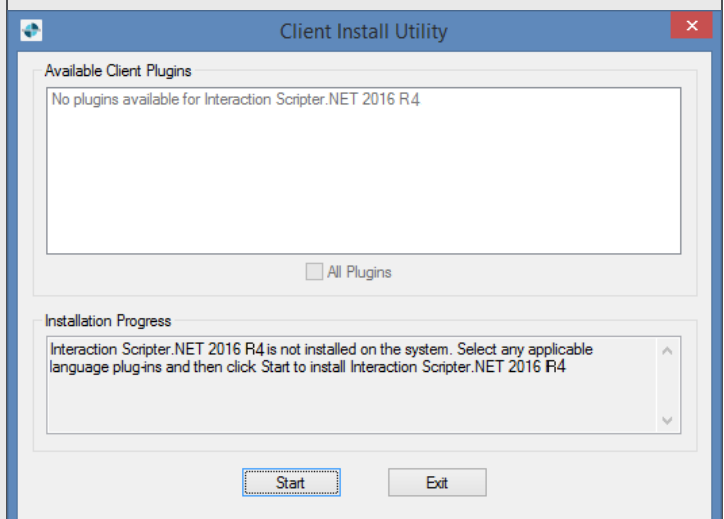 Client Install Utility
Available Client Plugins
No plugins available for Interaction Scripter.NET 2016 R4
All Plugins
Installation Progress
Interaction Scripter.NET 2016 R4 is not installed on the system. Select any applicable
language plug-ins and then click Start to install Interaction Scripter.NET 2016 R4
Start
Exit